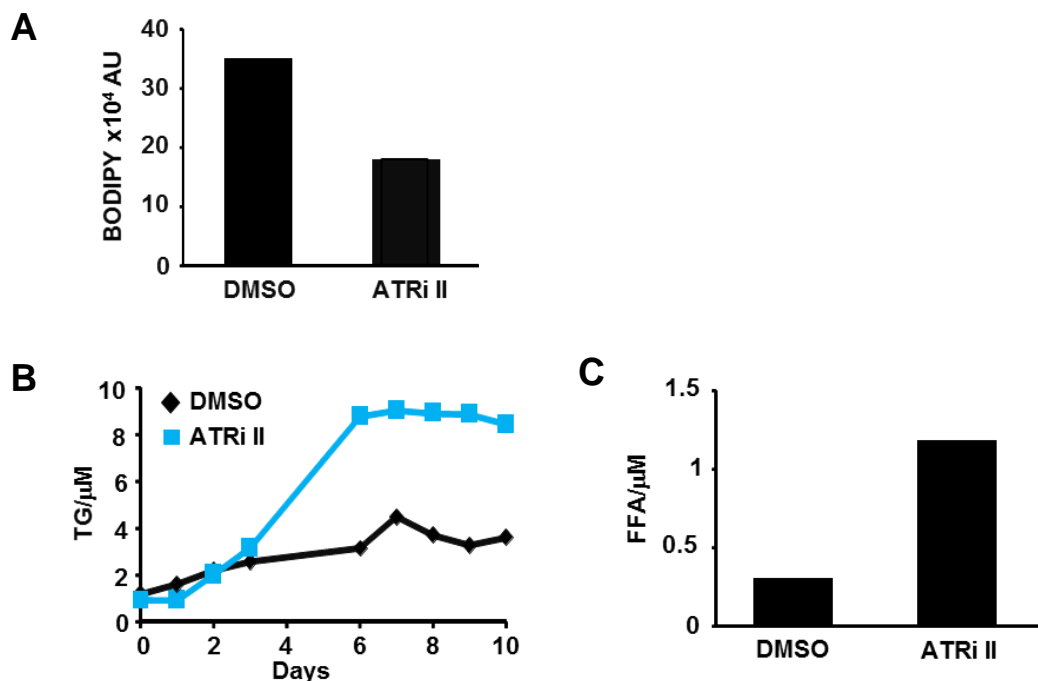 A
BODIPY x10⁴ AU
40
30
20
10
0
DMSO
ATRi II
B
TG/µM
10
8
6
4
2
0
DMSO
ATRi II
0
2
4
6
8
10
Days
C
FFA/µM
1.5
1
0.5
0
DMSO
ATRi II